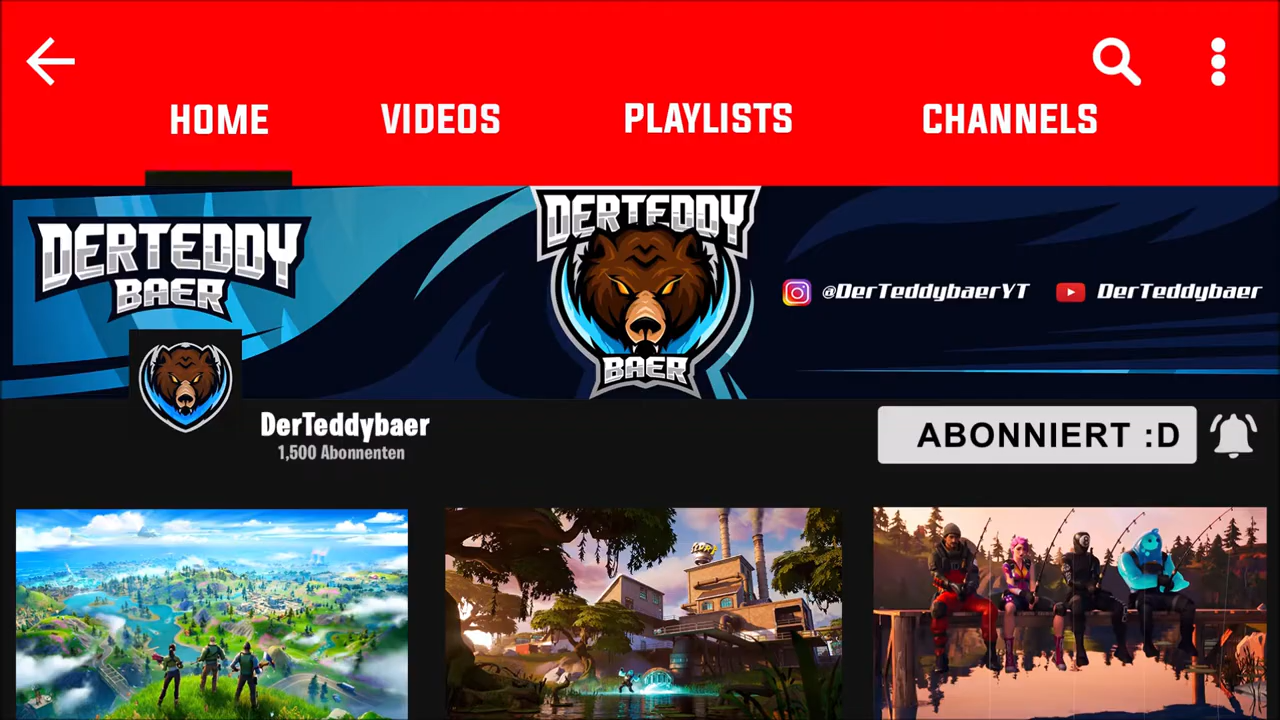 HOME VIDEOS PLAYLISTS CHANNELS
DERTEDDY
BAER
DERTEDDY
BAER
@DerTeddybaerYT DerTeddybaer
DerTeddybaer
1,500 Abonnenten
ABONNIERT :D